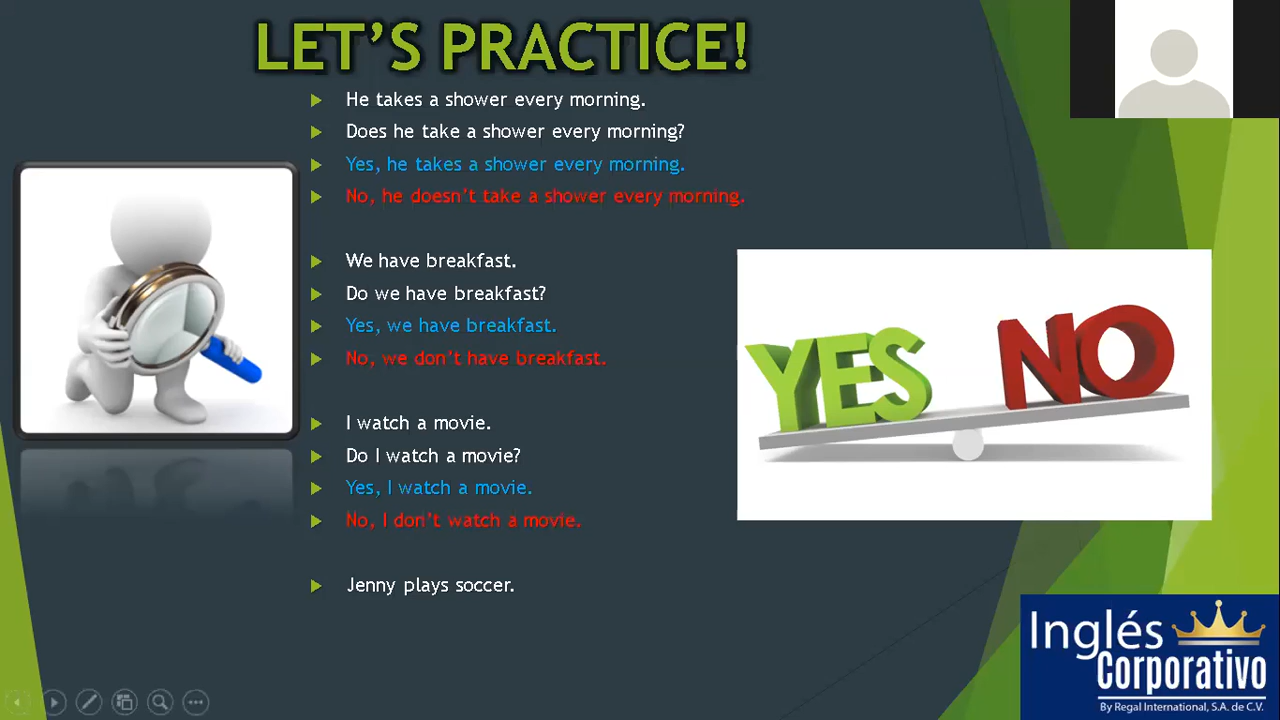 LET'S PRACTICE!
He takes a shower every morning.
Does he take a shower every morning?
Yes, he takes a shower every morning.
No, he doesn't take a shower every morning.
We have breakfast.
Do we have breakfast?
Yes, we have breakfast.
No, we don't have breakfast.
I watch a movie.
Do I watch a movie?
Yes, I watch a movie.
No, I don't watch a movie.
Jenny plays soccer.
YES NO
Inglés
Corporativo
By Regal International, S.A. de C.V.